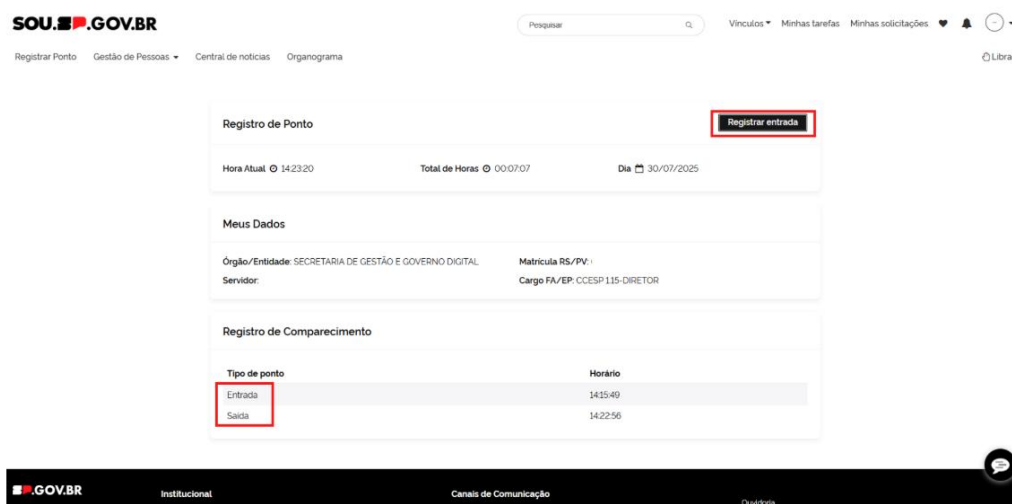 SOU.SP.GOV.BR
Pesquisar
Vínculos Minhas tarefas Minhas solicitações
Registrar Ponto Gestão de Pessoas Central de notícias Organograma
Libra
Registro de Ponto
Registrar entrada
Hora Atual 14:23:20 Total de Horas 00:07:07 Dia 30/07/2025
Meus Dados
Órgão/Entidade: SECRETARIA DE GESTÃO E GOVERNO DIGITAL Matrícula RS/PV:
Servidor: Cargo FA/EP: CCESP 1.15-DIRETOR
Registro de Comparecimento
Tipo de ponto Horário
Entrada 14:15:49
Saída 14:22:56
SP.GOV.BR Institucional Canais de Comunicação Ouvidoria